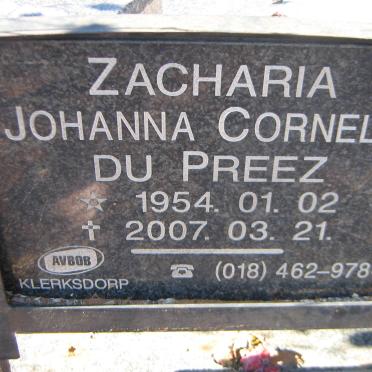 ZACHARIA
JOHANNA CORNEL
DU PREEZ
1954. 01. 02
2007. 03. 21.
AVBOB
KLERKSDORP
(018) 462-978